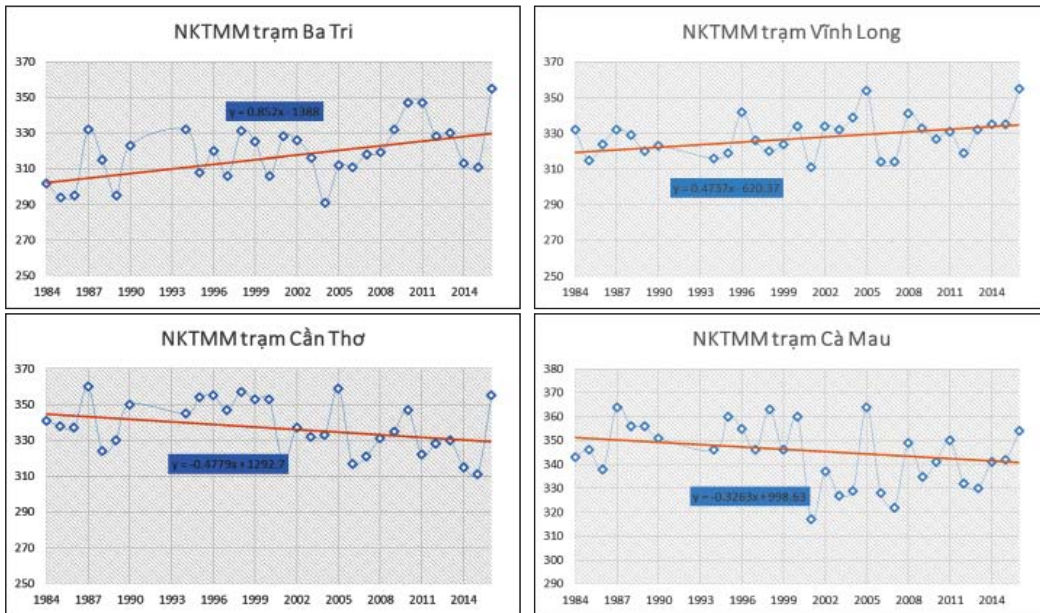 NKTMM trạm Ba Tri
370
350
330
310
290
270
250
y = 0.852x - 1388
1984 1987 1990 1993 1996 1999 2002 2005 2008 2011 2014
NKTMM trạm Vĩnh Long
370
350
330
310
290
270
250
y = 0.4737x - 620.37
1984 1987 1990 1993 1996 1999 2002 2005 2008 2011 2014
NKTMM trạm Cần Thơ
370
350
330
310
290
270
250
y = -0.4779x + 1292.7
1984 1987 1990 1993 1996 1999 2002 2005 2008 2011 2014
NKTMM trạm Cà Mau
380
370
360
350
340
330
320
310
300
290
y = -0.3263x + 998.63
1984 1987 1990 1993 1996 1999 2002 2005 2008 2011 2014